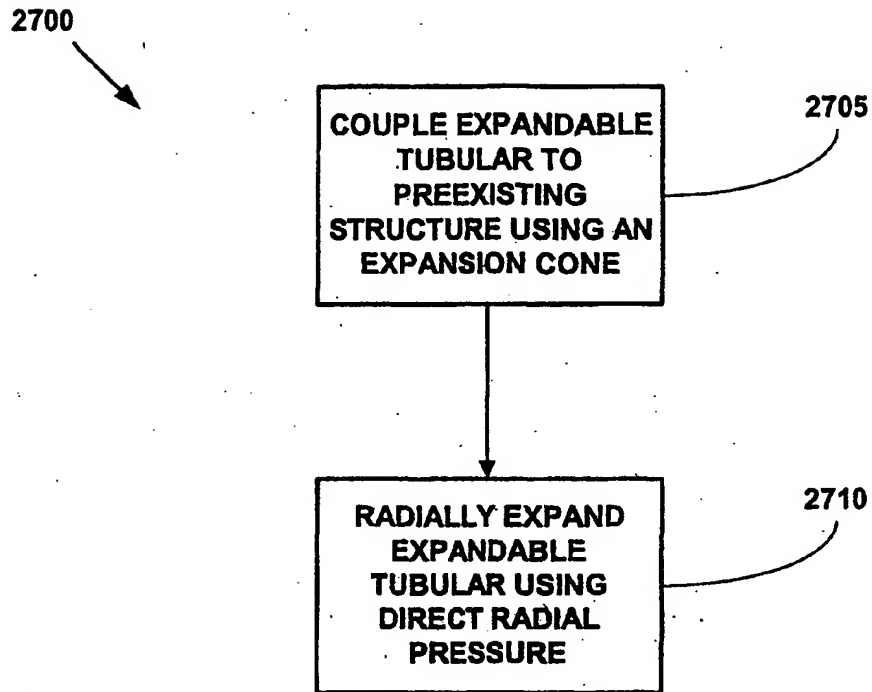 2700
COUPLE EXPANDABLE
TUBULAR TO
PREEXISTING
STRUCTURE USING AN
EXPANSION CONE
2705
RADIALLY EXPAND
EXPANDABLE
TUBULAR USING
DIRECT RADIAL
PRESSURE
2710